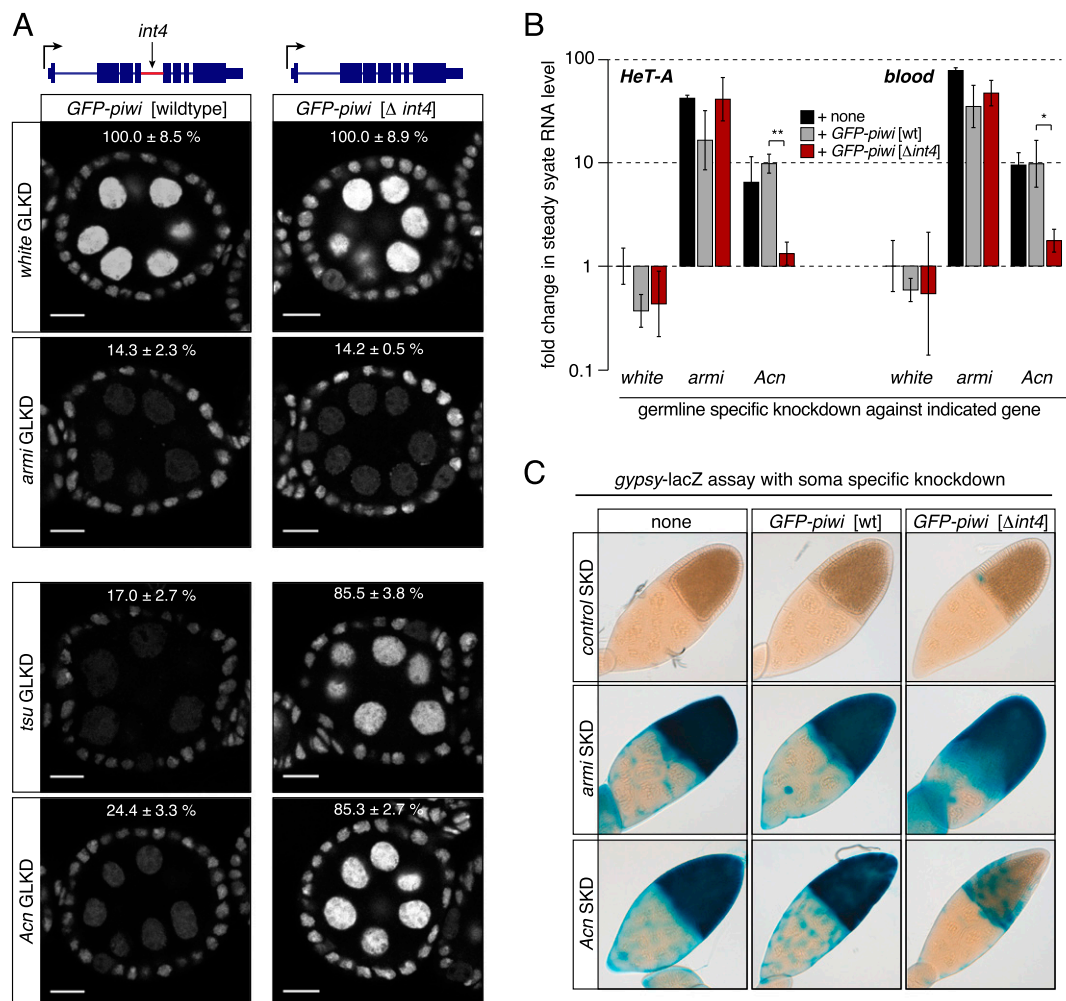 A
int4
GFP-piwi [wildtype]
GFP-piwi [Δ int4]
white GLKD
100.0 ± 8.5 %
100.0 ± 8.9 %
armi GLKD
14.3 ± 2.3 %
14.2 ± 0.5 %
tsu GLKD
17.0 ± 2.7 %
85.5 ± 3.8 %
Acn GLKD
24.4 ± 3.3 %
85.3 ± 2.7 %
B
fold change in steady syate RNA level
100
10
1
0.1
HeT-A
blood
+ none
+ GFP-piwi [wt]
+ GFP-piwi [Δint4]
**
*
white armi Acn white armi Acn
germline specific knockdown against indicated gene
C
gypsy-lacZ assay with soma specific knockdown
none
GFP-piwi [wt]
GFP-piwi [Δint4]
control SKD
armi SKD
Acn SKD